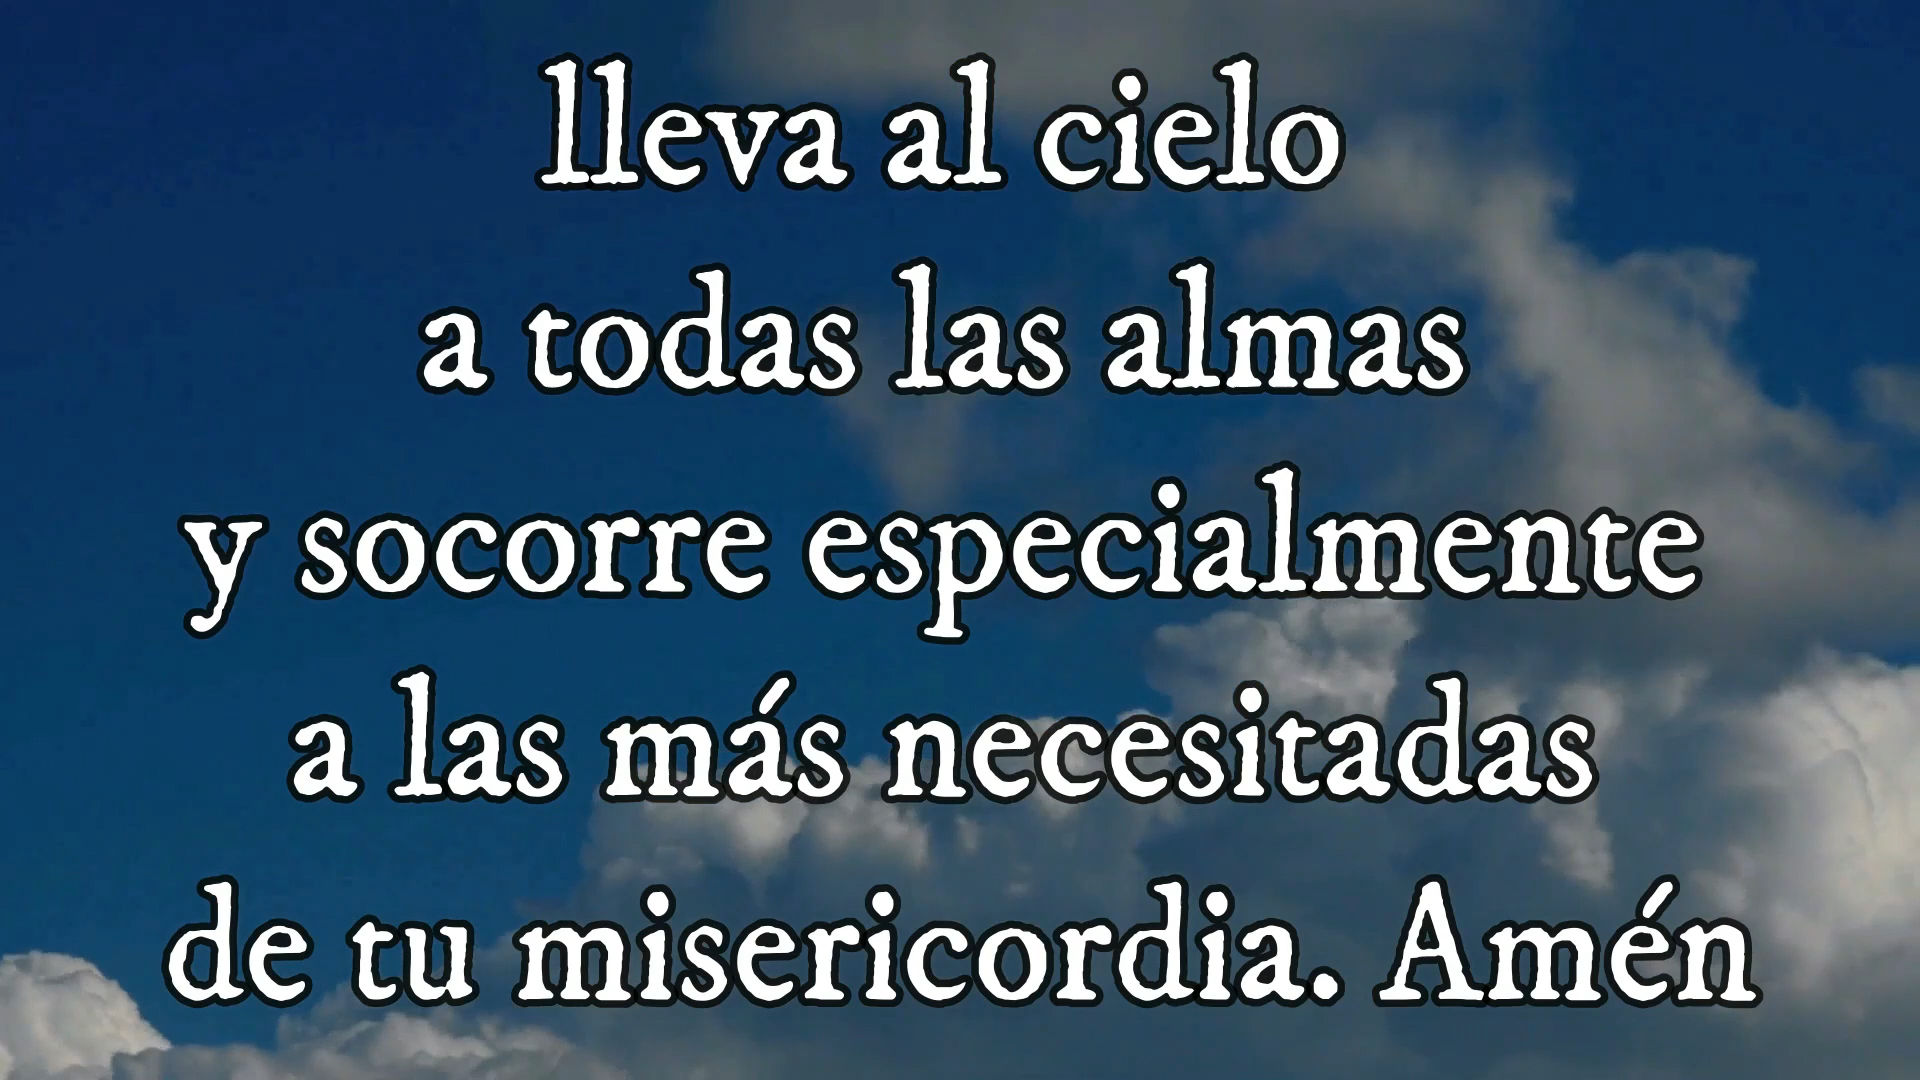 lleva al cielo
a todas las almas
y socorre especialmente
a las más necesitadas
de tu misericordia. Amén